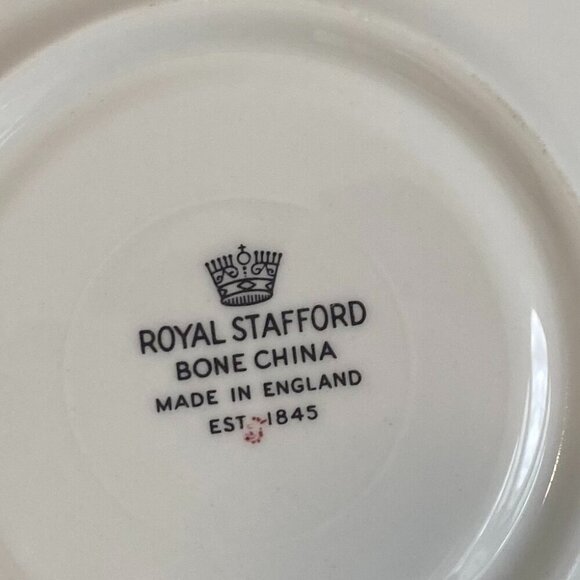 ROYAL STAFFORD
BONE CHINA
MADE IN ENGLAND
EST. 1845